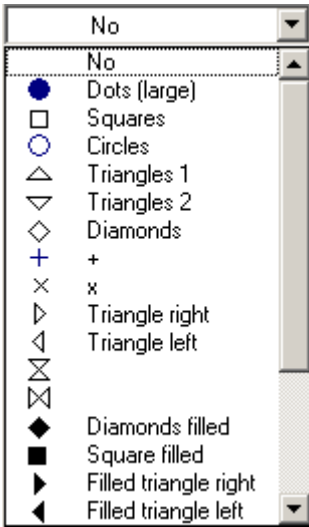 No
No
Dots (large)
Squares
Circles
Triangles 1
Triangles 2
Diamonds
+
x
Triangle right
Triangle left
Diamonds filled
Square filled
Filled triangle right
Filled triangle left